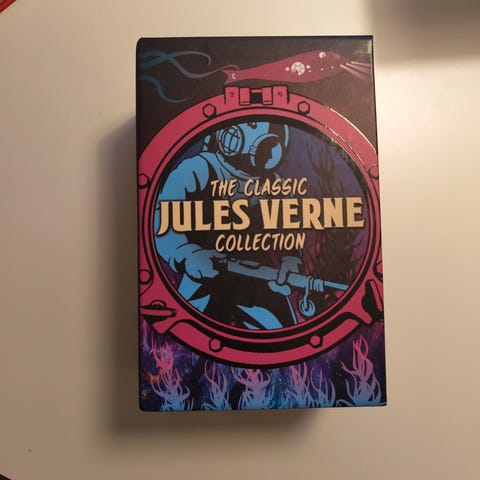 THE CLASSIC
JULES VERNE
COLLECTION